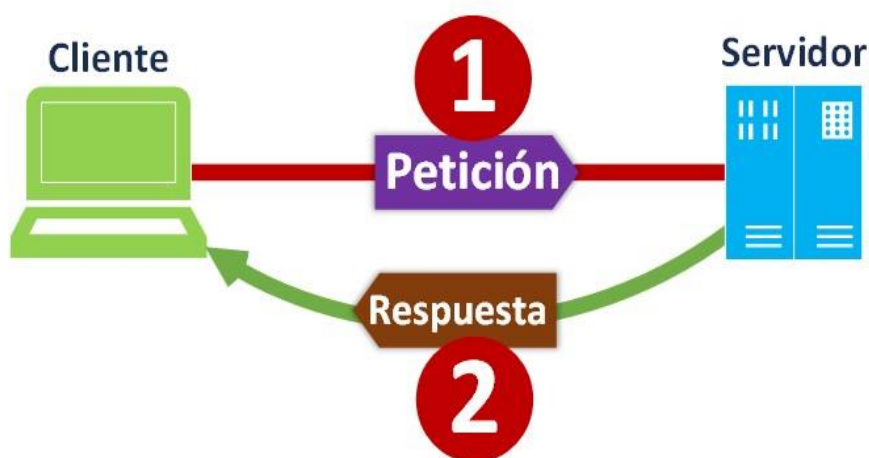 Cliente
Servidor
1
Petición
Respuesta
2